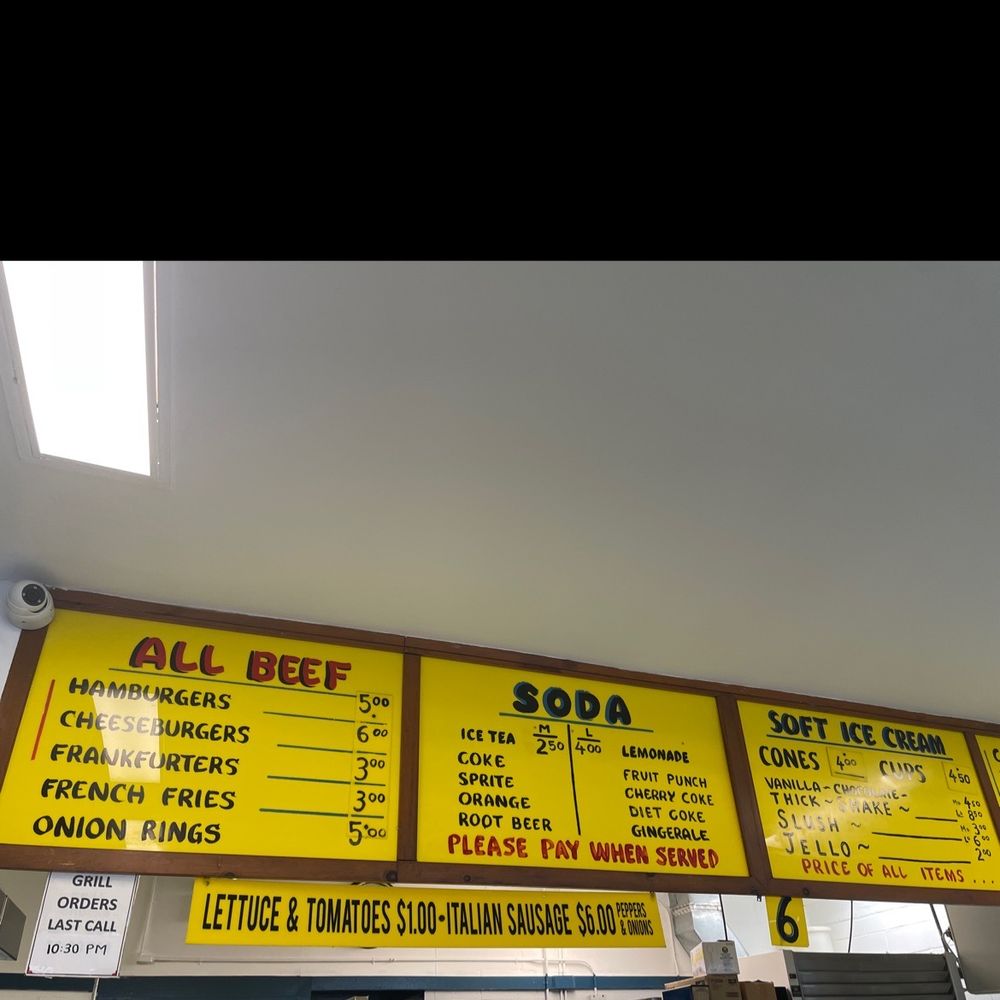 ALL BEEF
HAMBURGERS 5.00
CHEESEBURGERS 6.00
FRANKFURTERS 3.00
FRENCH FRIES 3.00
ONION RINGS 5.00
SODA
M L
2.50 4.00
ICE TEA LEMONADE
COKE FRUIT PUNCH
SPRITE CHERRY COKE
ORANGE DIET COKE
ROOT BEER GINGERALE
PLEASE PAY WHEN SERVED
SOFT ICE CREAM
CONES 4.00 CUPS 4.50
VANILLA - CHOCOLATE -
THICK ~ SHAKE ~ M- 4.50
SLUSH ~
JELLO ~ 2.00
PRICE OF ALL ITEMS ...
GRILL
ORDERS
LAST CALL
10:30 PM
LETTUCE & TOMATOES $1.00 • ITALIAN SAUSAGE $6.00 PEPPERS
& ONIONS
6